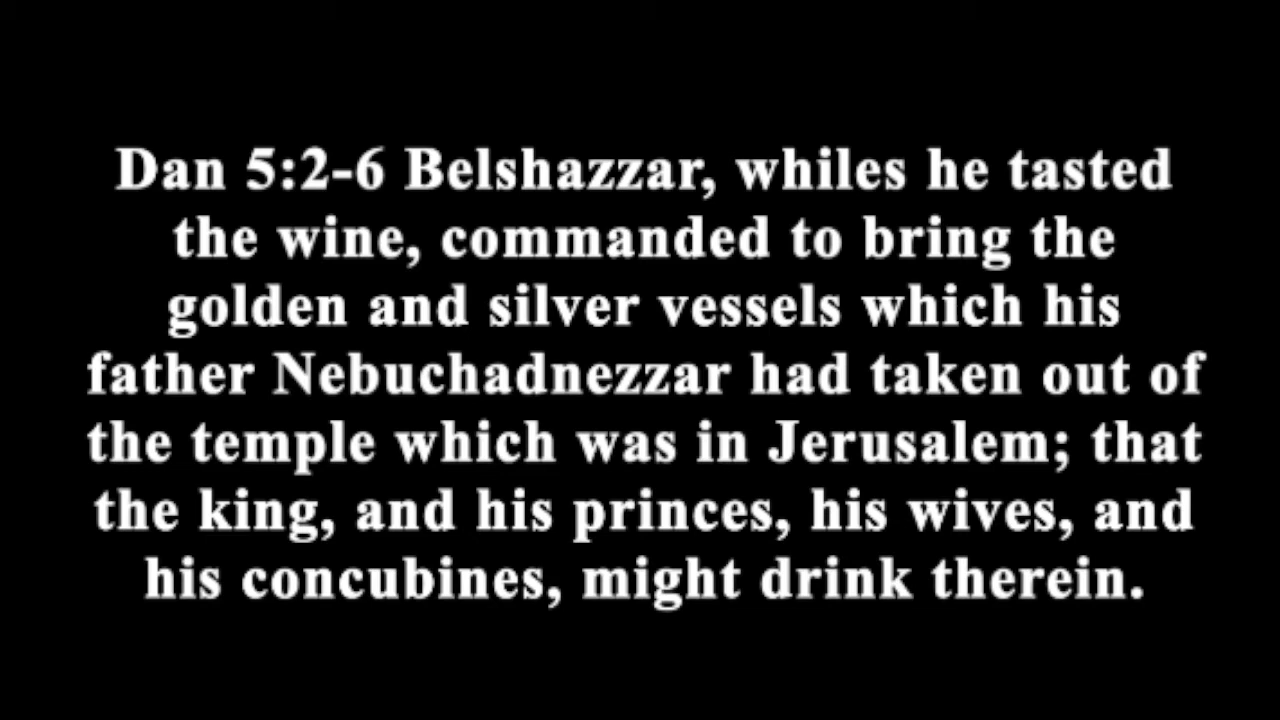 Dan 5:2-6 Belshazzar, whiles he tasted
the wine, commanded to bring the
golden and silver vessels which his
father Nebuchadnezzar had taken out of
the temple which was in Jerusalem; that
the king, and his princes, his wives, and
his concubines, might drink therein.